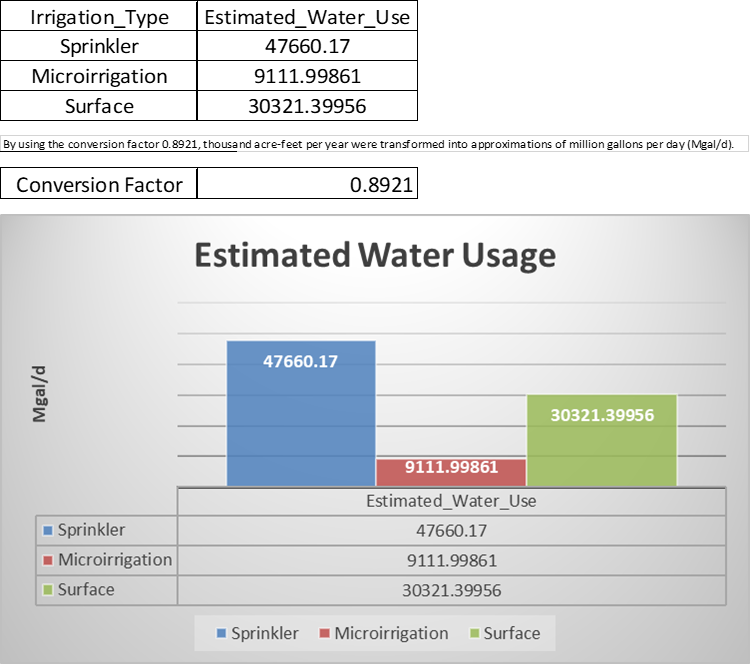 Irrigation_Type Estimated_Water_Use
Sprinkler 47660.17
Microirrigation 9111.99861
Surface 30321.39956
By using the conversion factor 0.8921, thousand acre-feet per year were transformed into approximations of million gallons per day (Mgal/d).
Conversion Factor 0.8921
Estimated Water Usage
Mgal/d
47660.17
9111.99861
30321.39956
Estimated_Water_Use
Sprinkler 47660.17
Microirrigation 9111.99861
Surface 30321.39956
Sprinkler Microirrigation Surface